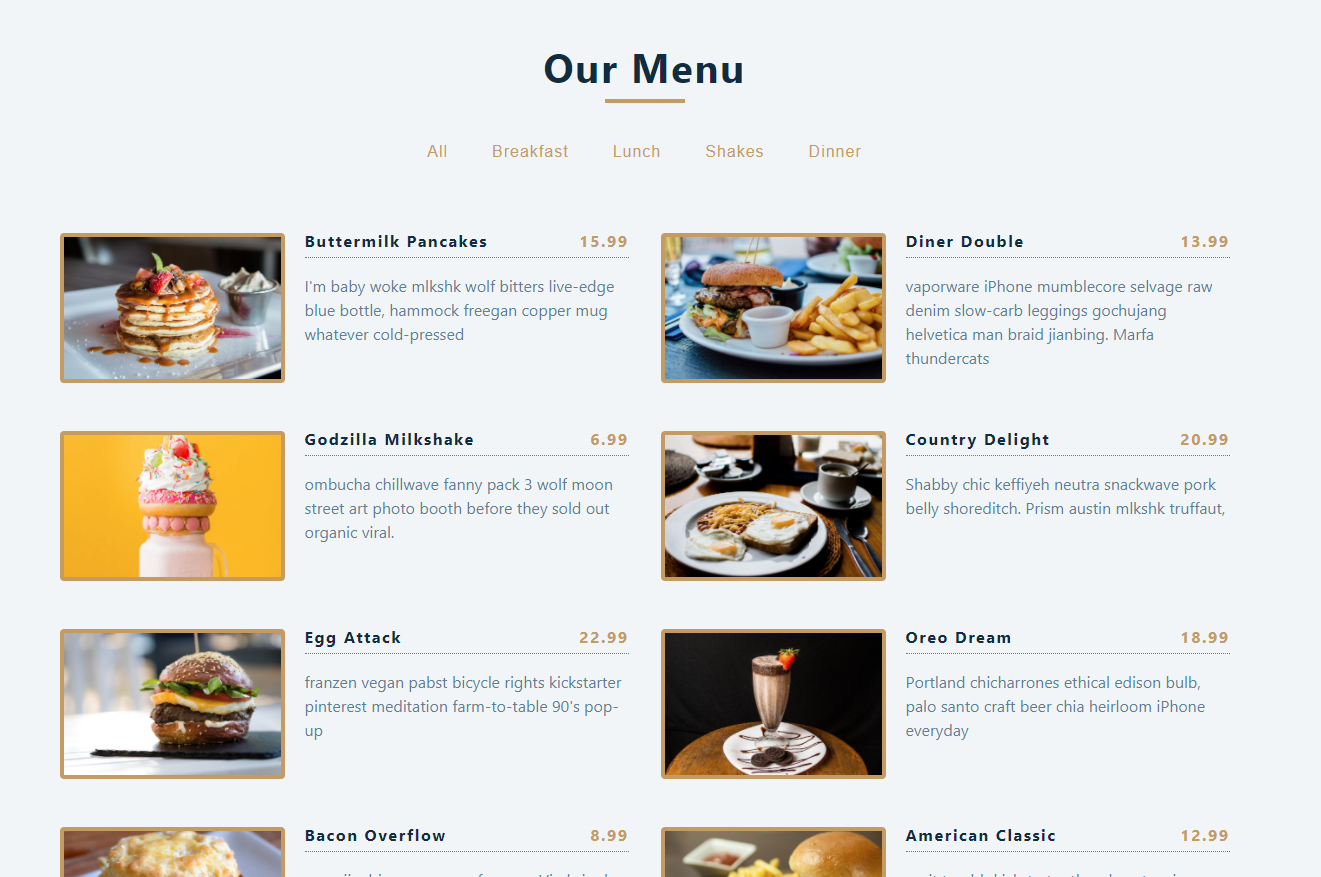 Our Menu
All Breakfast Lunch Shakes Dinner
Buttermilk Pancakes 15.99
I'm baby woke mlkshk wolf bitters live-edge
blue bottle, hammock freegan copper mug
whatever cold-pressed
Diner Double 13.99
vaporware iPhone mumblecore selvage raw
denim slow-carb leggings gochujang
helvetica man braid jianbing. Marfa
thundercats
Godzilla Milkshake 6.99
ombucha chillwave fanny pack 3 wolf moon
street art photo booth before they sold out
organic viral.
Country Delight 20.99
Shabby chic keffiyeh neutra snackwave pork
belly shoreditch. Prism austin mlkshk truffaut,
Egg Attack 22.99
franzen vegan pabst bicycle rights kickstarter
pinterest meditation farm-to-table 90's pop-
up
Oreo Dream 18.99
Portland chicharrones ethical edison bulb,
palo santo craft beer chia heirloom iPhone
everyday
Bacon Overflow 8.99
American Classic 12.99